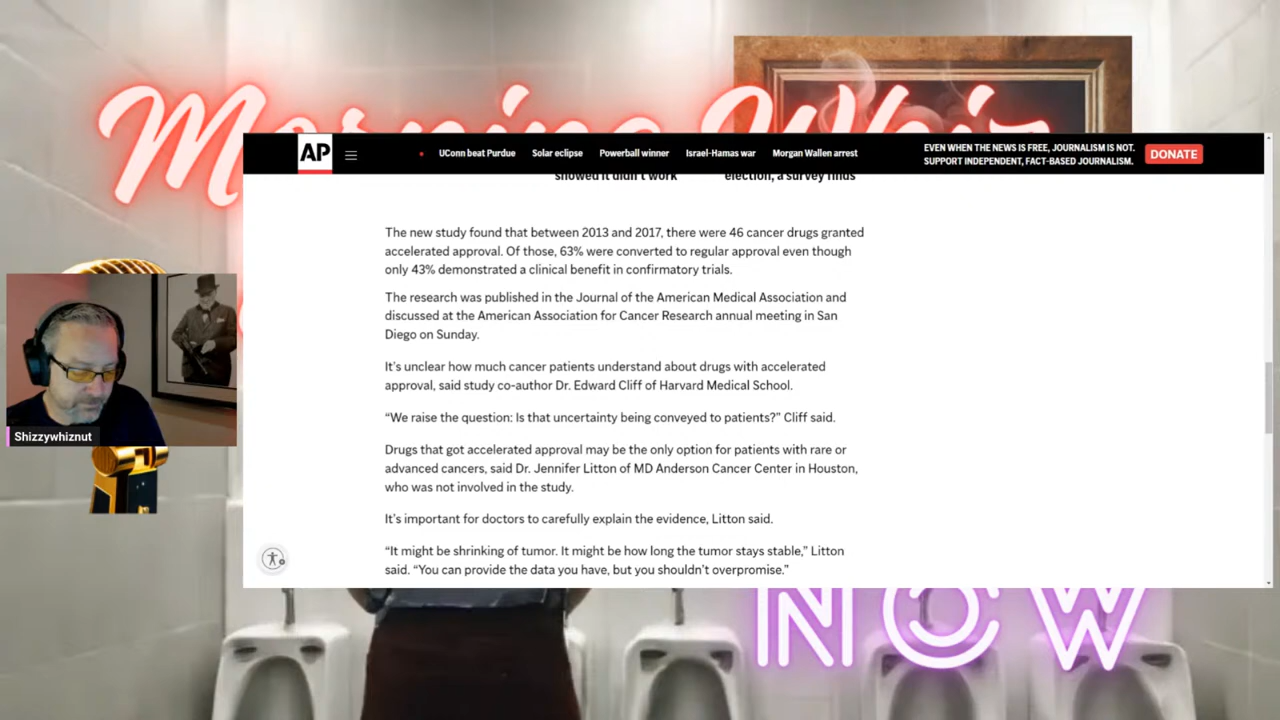 Morning Whiz
AP
UConn beat Purdue
Solar eclipse
Powerball winner
Israel-Hamas war
Morgan Wallen arrest
EVEN WHEN THE NEWS IS FREE, JOURNALISM IS NOT.
SUPPORT INDEPENDENT, FACT-BASED JOURNALISM.
DONATE
showed it didn't work
election, a survey finds
The new study found that between 2013 and 2017, there were 46 cancer drugs granted
accelerated approval. Of those, 63% were converted to regular approval even though
only 43% demonstrated a clinical benefit in confirmatory trials.
The research was published in the Journal of the American Medical Association and
discussed at the American Association for Cancer Research annual meeting in San
Diego on Sunday.
It's unclear how much cancer patients understand about drugs with accelerated
approval, said study co-author Dr. Edward Cliff of Harvard Medical School.
“We raise the question: Is that uncertainty being conveyed to patients?” Cliff said.
Drugs that got accelerated approval may be the only option for patients with rare or
advanced cancers, said Dr. Jennifer Litton of MD Anderson Cancer Center in Houston,
who was not involved in the study.
It's important for doctors to carefully explain the evidence, Litton said.
“It might be shrinking of tumor. It might be how long the tumor stays stable,” Litton
said. “You can provide the data you have, but you shouldn't overpromise.”
Shizzywhiznut
NOW